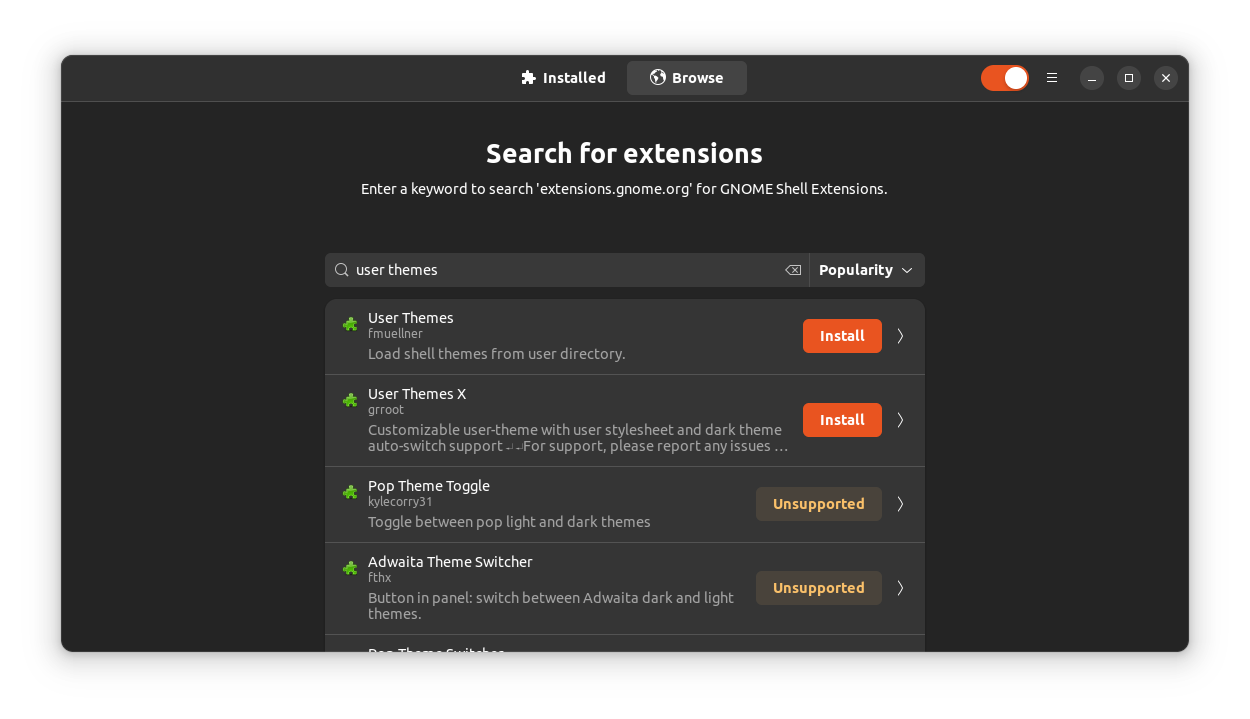 Installed
Browse
Search for extensions
Enter a keyword to search 'extensions.gnome.org' for GNOME Shell Extensions.
user themes
Popularity
User Themes
fmuellner
Load shell themes from user directory.
Install
User Themes X
grroot
Customizable user-theme with user stylesheet and dark theme
auto-switch support ↵↵For support, please report any issues …
Install
Pop Theme Toggle
kylecorry31
Toggle between pop light and dark themes
Unsupported
Adwaita Theme Switcher
fthx
Button in panel: switch between Adwaita dark and light
themes.
Unsupported
Pop Theme Switcher